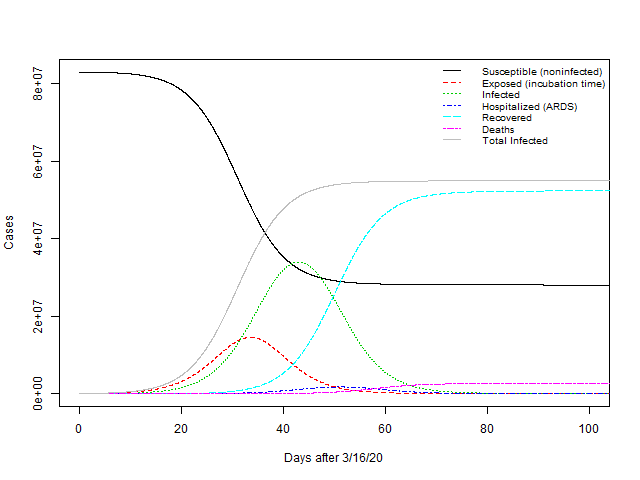 Susceptible (noninfected)
Exposed (incubation time)
Infected
Hospitalized (ARDS)
Recovered
Deaths
Total Infected
Cases
8e+07
6e+07
4e+07
2e+07
0e+00
0 20 40 60 80 100
Days after 3/16/20